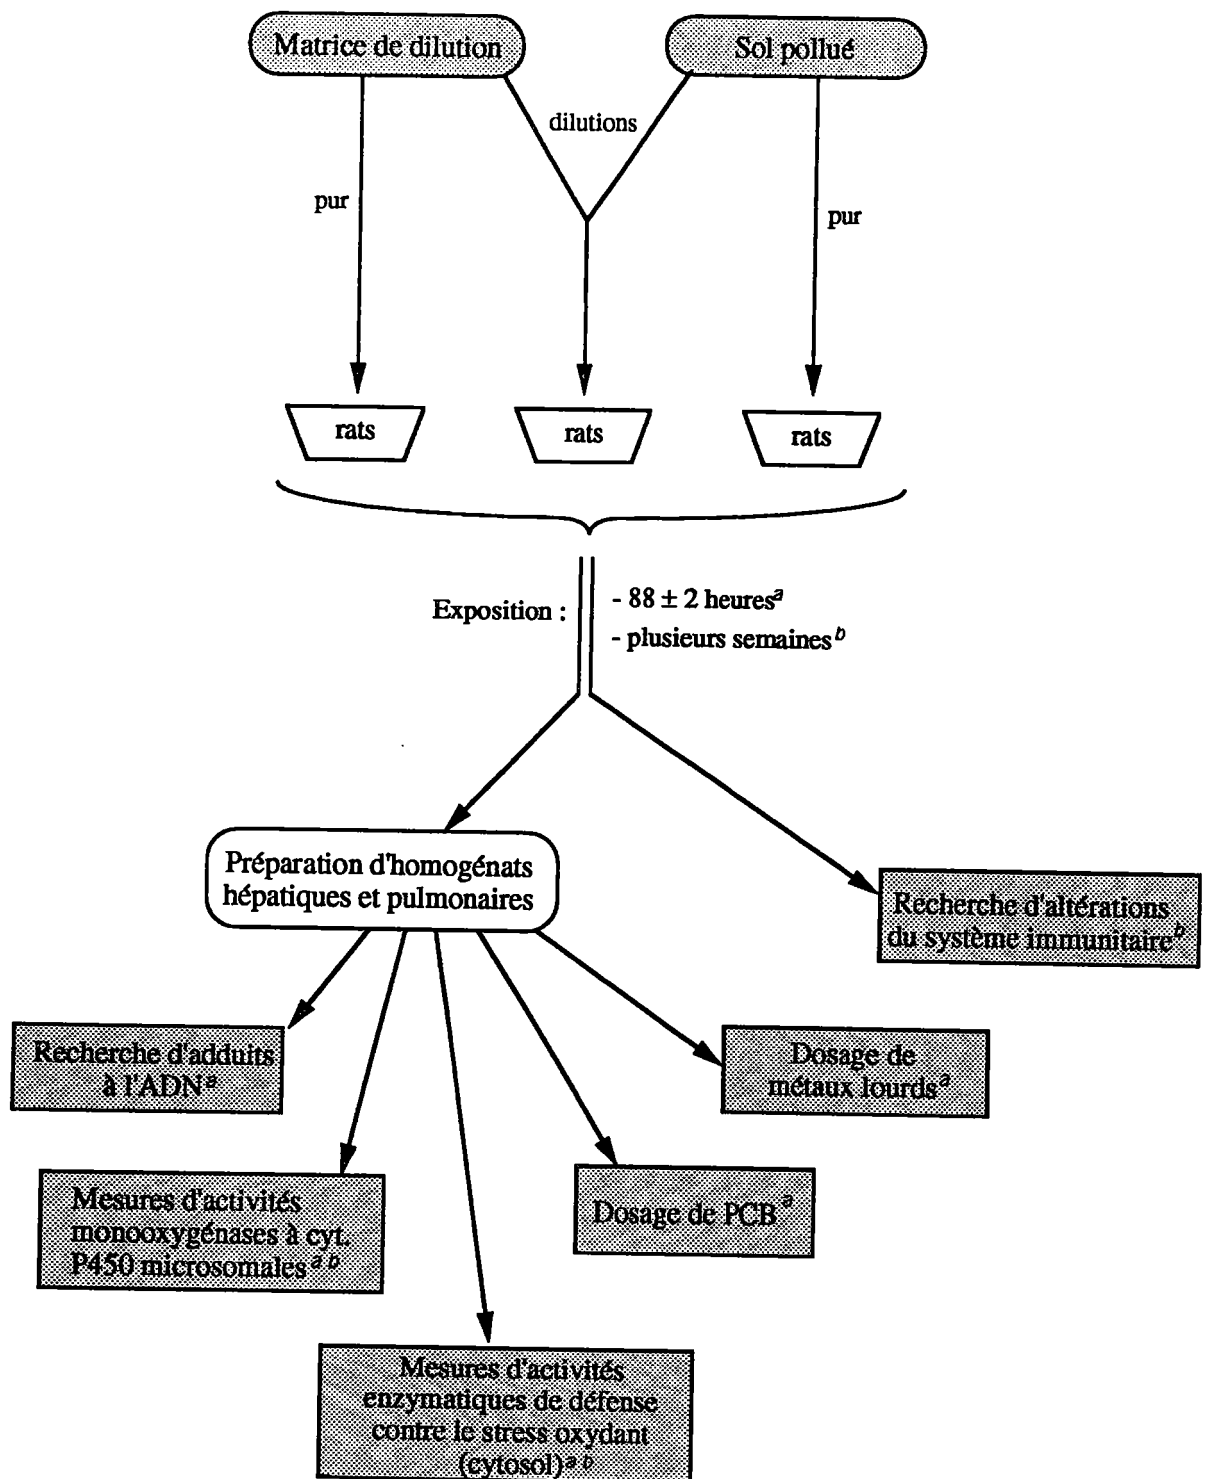 Matrice de dilution
Sol pollué
dilutions
pur
pur
rats
rats
rats
Exposition :
- 88 ± 2 heures a
- plusieurs semaines b
Préparation d'homogénats
hépatiques et pulmonaires
Recherche d'altérations
du système immunitaire b
Recherche d'adduits
à l'ADN a
Dosage de
métaux lourds a
Mesures d'activités
monooxygénases à cyt.
P450 microsomales a b
Dosage de PCB a
Mesures d'activités
enzymatiques de défense
contre le stress oxydant
(cytosol) a b